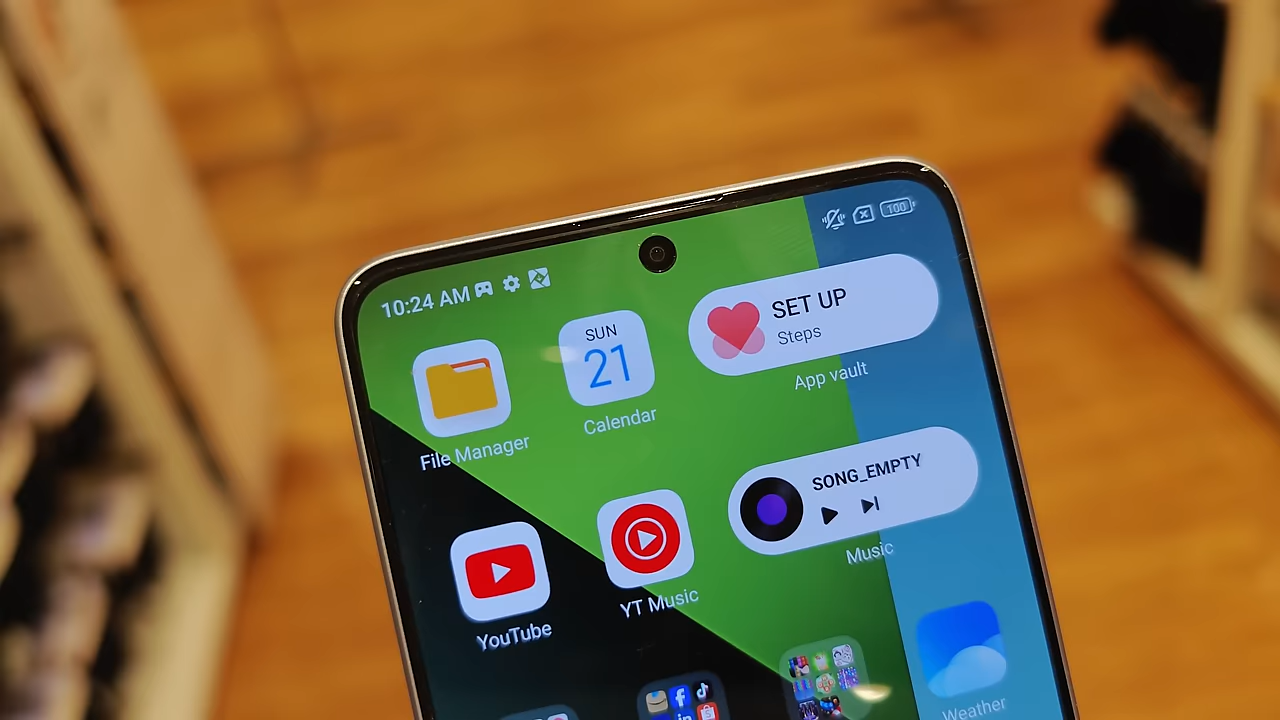 10:24 AM
100
SUN
21
SET UP
Steps
File Manager
Calendar
App vault
SONG_EMPTY
YouTube
YT Music
Music
Weather